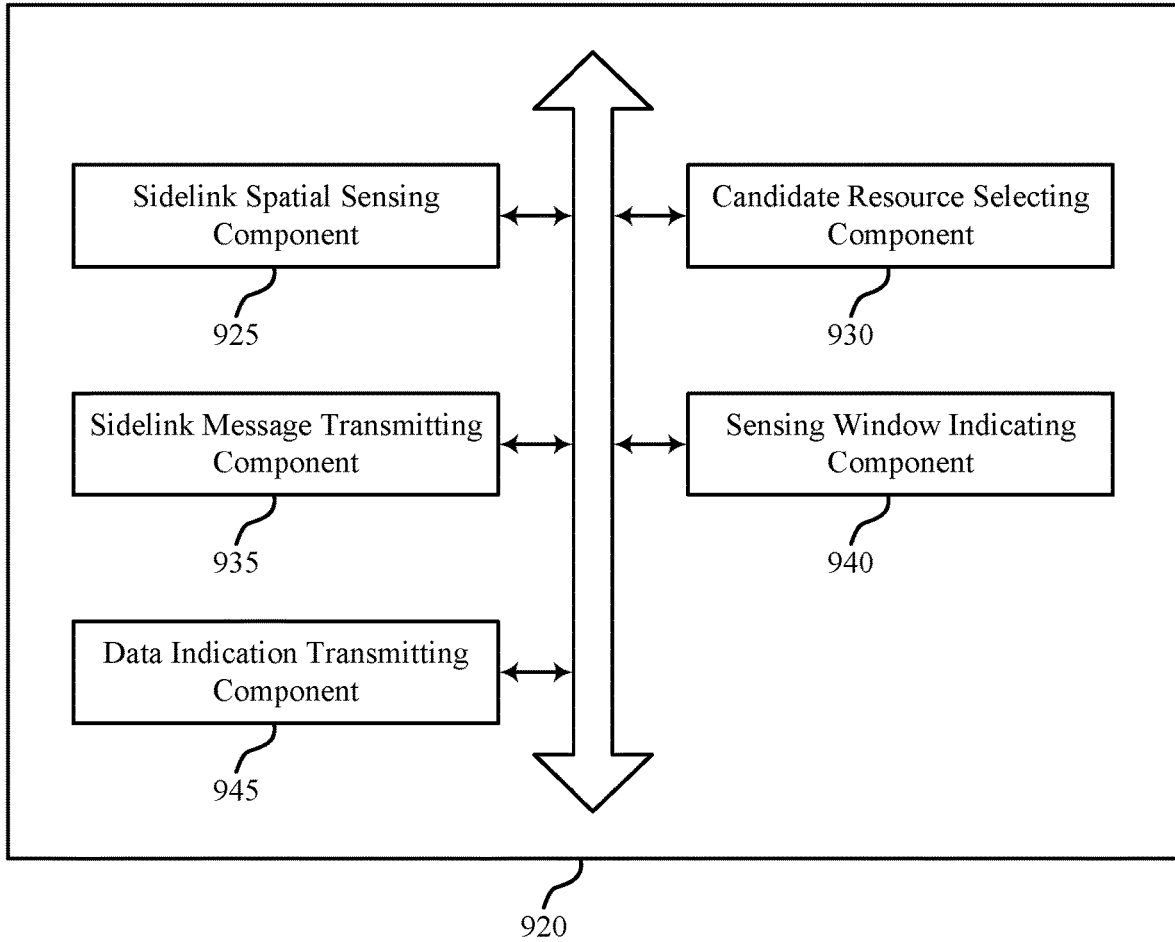 Sidelink Spatial Sensing
Component
925
Candidate Resource Selecting
Component
930
Sidelink Message Transmitting
Component
935
Sensing Window Indicating
Component
940
Data Indication Transmitting
Component
945
920